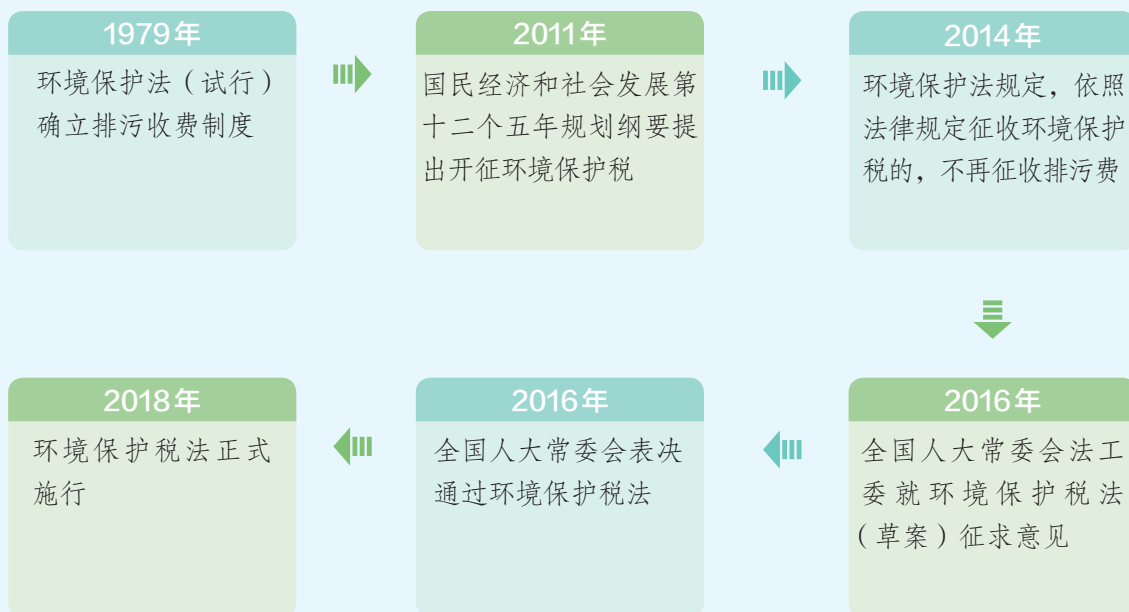 1979年
环境保护法（试行）
确立排污收费制度
2011年
国民经济和社会发展第
十二个五年规划纲要提
出开征环境保护税
2014年
环境保护法规定，依照
法律规定征收环境保护
税的，不再征收排污费
2016年
全国人大常委会法工
委就环境保护税法
（草案）征求意见
2016年
全国人大常委会表决
通过环境保护税法
2018年
环境保护税法正式
施行